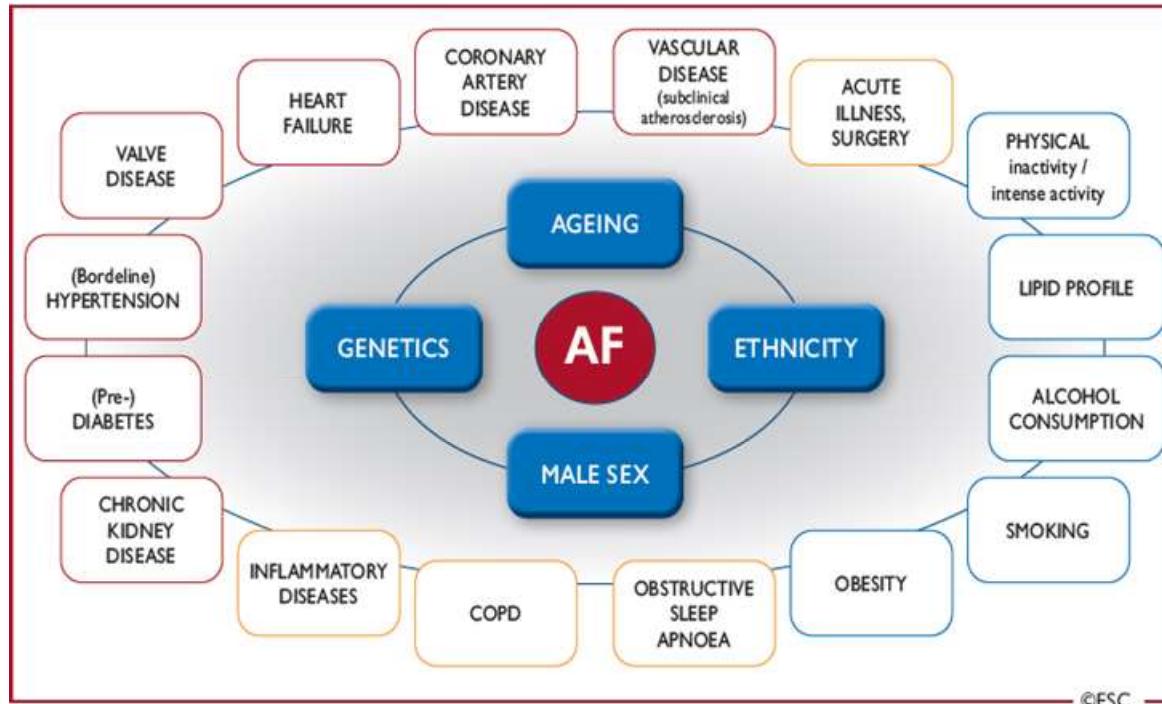 CORONARY
ARTERY
DISEASE
VASCULAR
DISEASE
(subclinical
atherosclerosis)
HEART
FAILURE
ACUTE
ILLNESS,
SURGERY
VALVE
DISEASE
PHYSICAL
inactivity /
intense activity
AGEING
(Bordeline)
HYPERTENSION
LIPID PROFILE
GENETICS
AF
ETHNICITY
(Pre-)
DIABETES
ALCOHOL
CONSUMPTION
MALE SEX
CHRONIC
KIDNEY
DISEASE
SMOKING
INFLAMMATORY
DISEASES
COPD
OBSTRUCTIVE
SLEEP
APNOEA
OBESITY
©ESC